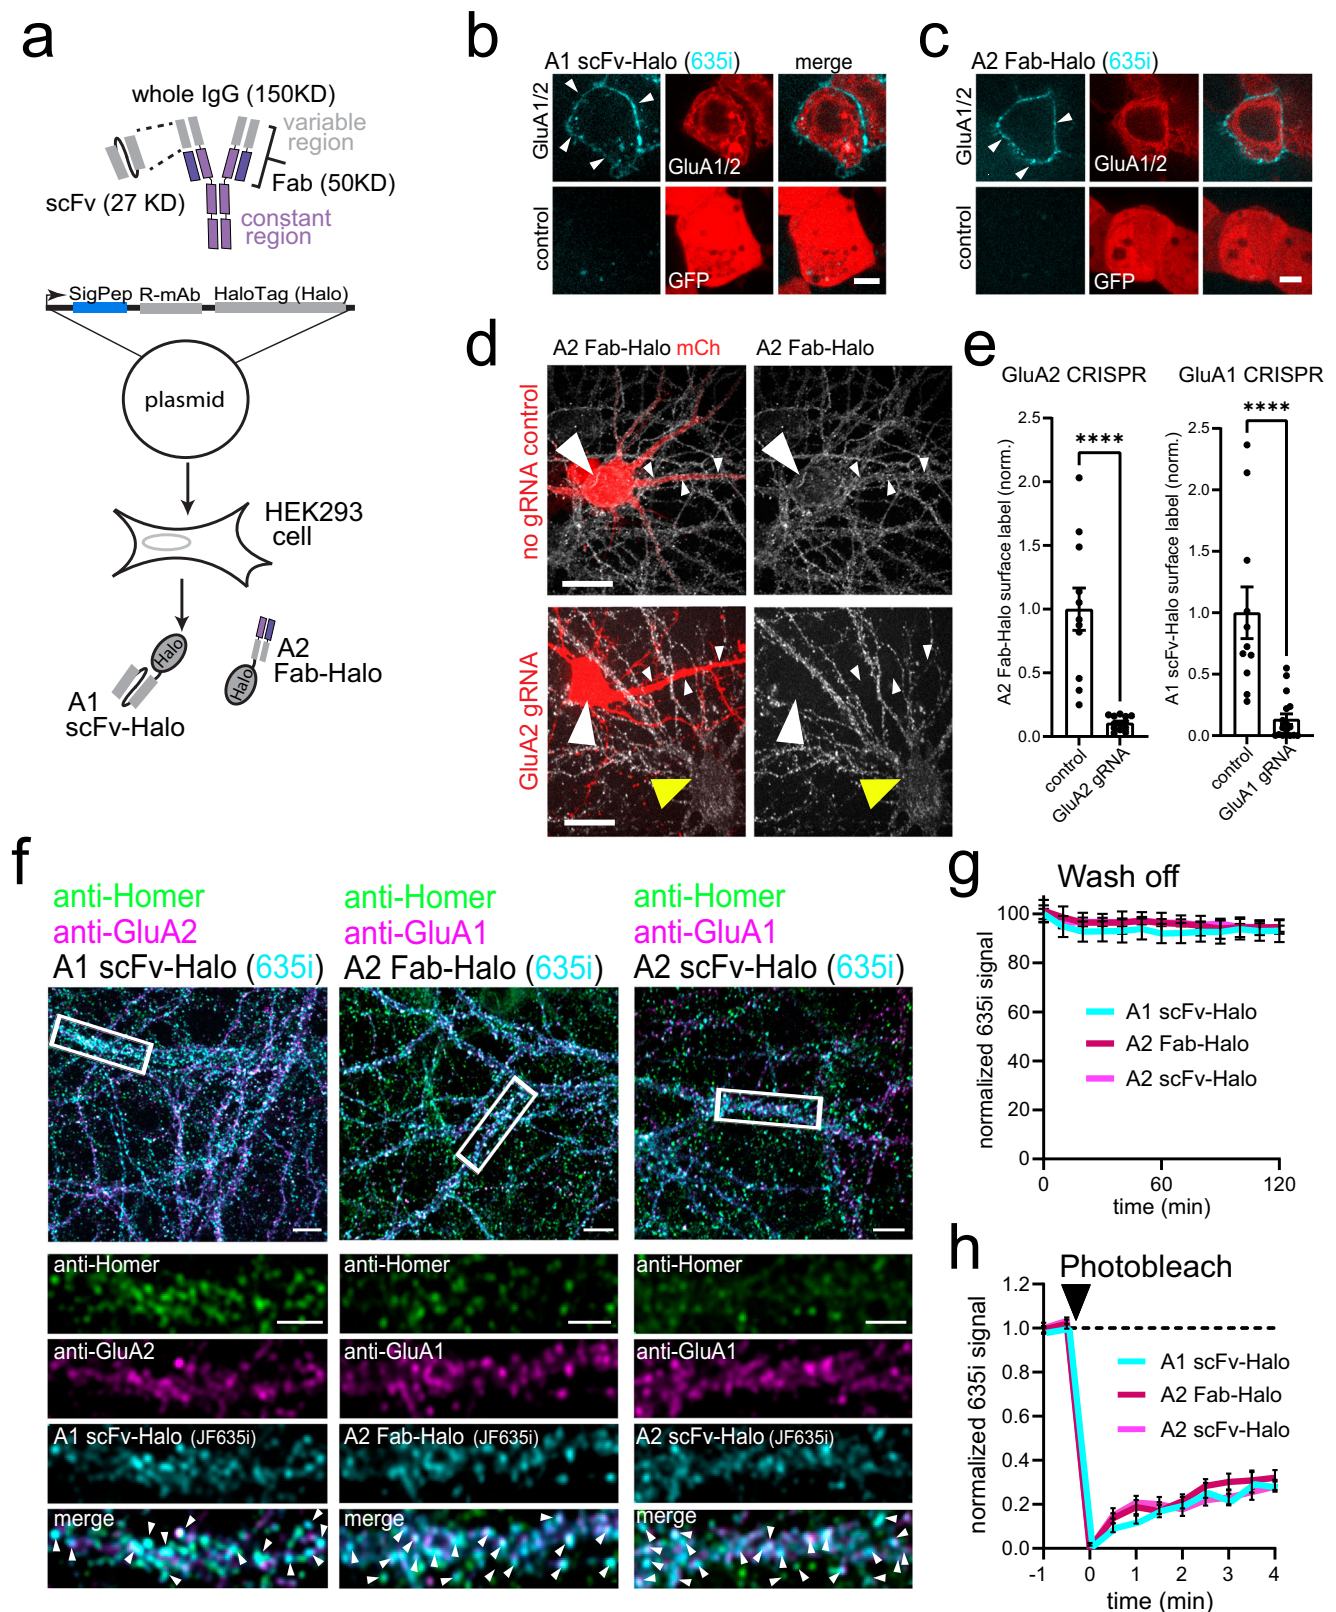 a
whole IgG (150KD)
variable
region
Fab (50KD)
scFv (27 KD)
constant
region
SigPep
R-mAb
HaloTag (Halo)
plasmid
HEK293
cell
Halo
Halo
A2
Fab-Halo
A1
scFv-Halo
b
A1 scFv-Halo (635i)
merge
GluA1/2
GluA1/2
control
GFP
c
A2 Fab-Halo (635i)
GluA1/2
GluA1/2
control
GFP
d
A2 Fab-Halo mCh
A2 Fab-Halo
no gRNA control
GluA2 gRNA
e
GluA2 CRISPR
GluA1 CRISPR
A2 Fab-Halo surface label (norm.)
2.5
2.0
1.5
1.0
0.5
0.0
****
control
GluA2 gRNA
A1 scFv-Halo surface label (norm.)
2.5
2.0
1.5
1.0
0.5
0.0
****
control
GluA1 gRNA
f
anti-Homer
anti-GluA2
A1 scFv-Halo (635i)
anti-Homer
anti-GluA1
A2 Fab-Halo (635i)
anti-Homer
anti-GluA1
A2 scFv-Halo (635i)
anti-Homer
anti-Homer
anti-Homer
anti-GluA2
anti-GluA1
anti-GluA1
A1 scFv-Halo (JF635i)
A2 Fab-Halo (JF635i)
A2 scFv-Halo (JF635i)
merge
merge
merge
g
Wash off
normalized 635i signal
100
80
60
40
20
0
A1 scFv-Halo
A2 Fab-Halo
A2 scFv-Halo
0
60
120
time (min)
h
Photobleach
normalized 635i signal
1.2
1.0
0.8
0.6
0.4
0.2
0.0
A1 scFv-Halo
A2 Fab-Halo
A2 scFv-Halo
-1
0
1
2
3
4
time (min)